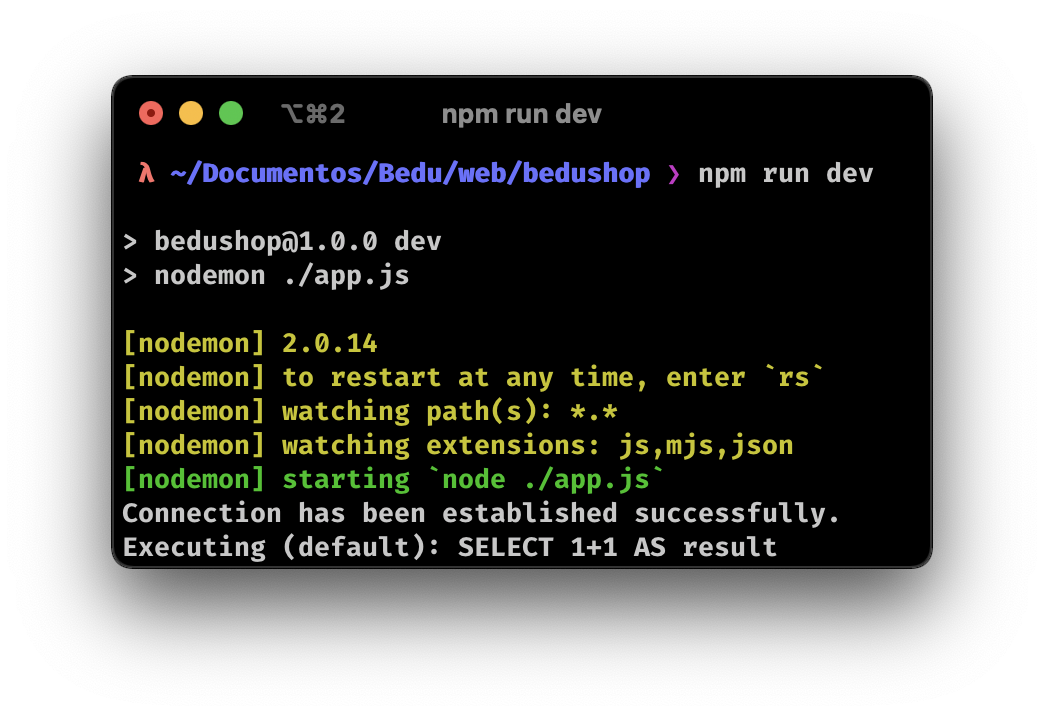 ⌥⌘2 npm run dev
λ ~/Documentos/Bedu/web/bedushop ❯ npm run dev
> bedushop@1.0.0 dev
> nodemon ./app.js
[nodemon] 2.0.14
[nodemon] to restart at any time, enter `rs`
[nodemon] watching path(s): *.*
[nodemon] watching extensions: js,mjs,json
[nodemon] starting `node ./app.js`
Connection has been established successfully.
Executing (default): SELECT 1+1 AS result